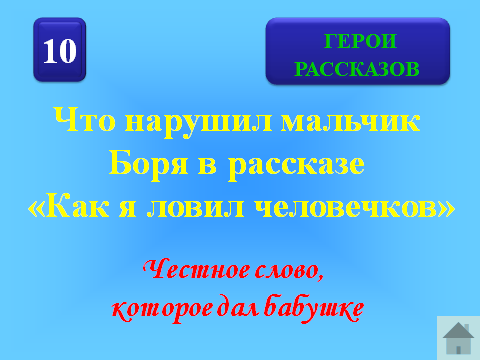 10
ГЕРОИ
РАССКАЗОВ
Что нарушил мальчик
Боря в рассказе
«Как я ловил человечков»
Честное слово,
которое дал бабушке